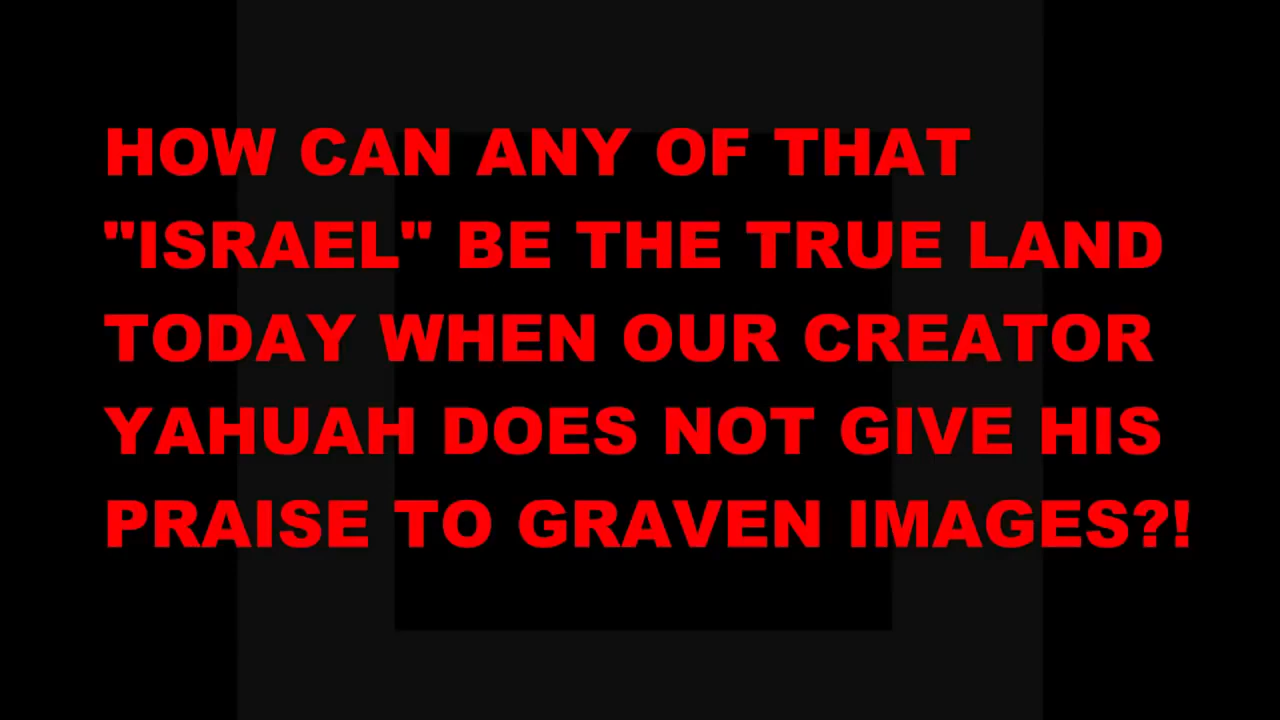 HOW CAN ANY OF THAT
"ISRAEL" BE THE TRUE LAND
TODAY WHEN OUR CREATOR
YAHUAH DOES NOT GIVE HIS
PRAISE TO GRAVEN IMAGES?!